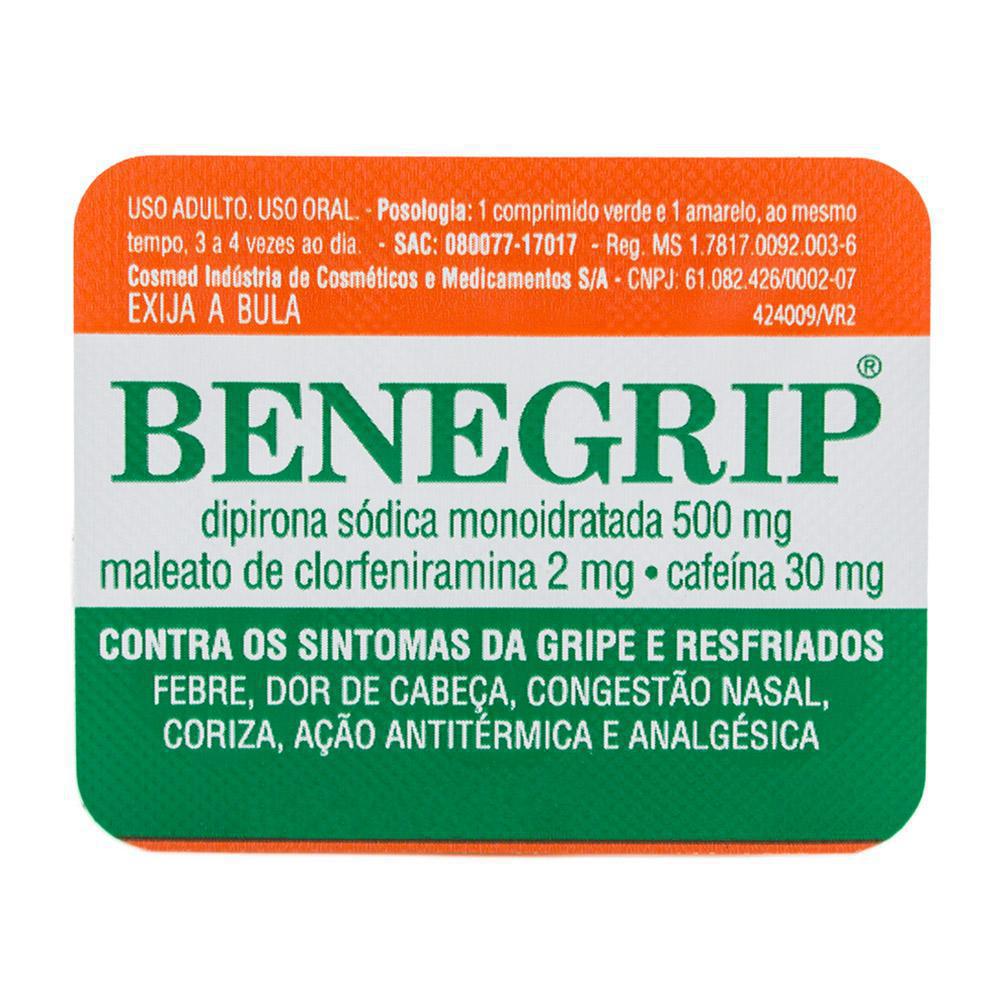 USO ADULTO. USO ORAL. - Posologia: 1 comprimido verde e 1 amarelo, ao mesmo
tempo, 3 a 4 vezes ao dia. - SAC: 080077-17017 - Reg. MS 1.7817.0092.003-6
Cosmed Indústria de Cosméticos e Medicamentos S/A - CNPJ: 61.082.426/0002-07
EXIJA A BULA 424009/VR2
BENEGRIP®
dipirona sódica monoidratada 500 mg
maleato de clorfeniramina 2 mg • cafeína 30 mg
CONTRA OS SINTOMAS DA GRIPE E RESFRIADOS
FEBRE, DOR DE CABEÇA, CONGESTÃO NASAL,
CORIZA, AÇÃO ANTITÉRMICA E ANALGÉSICA